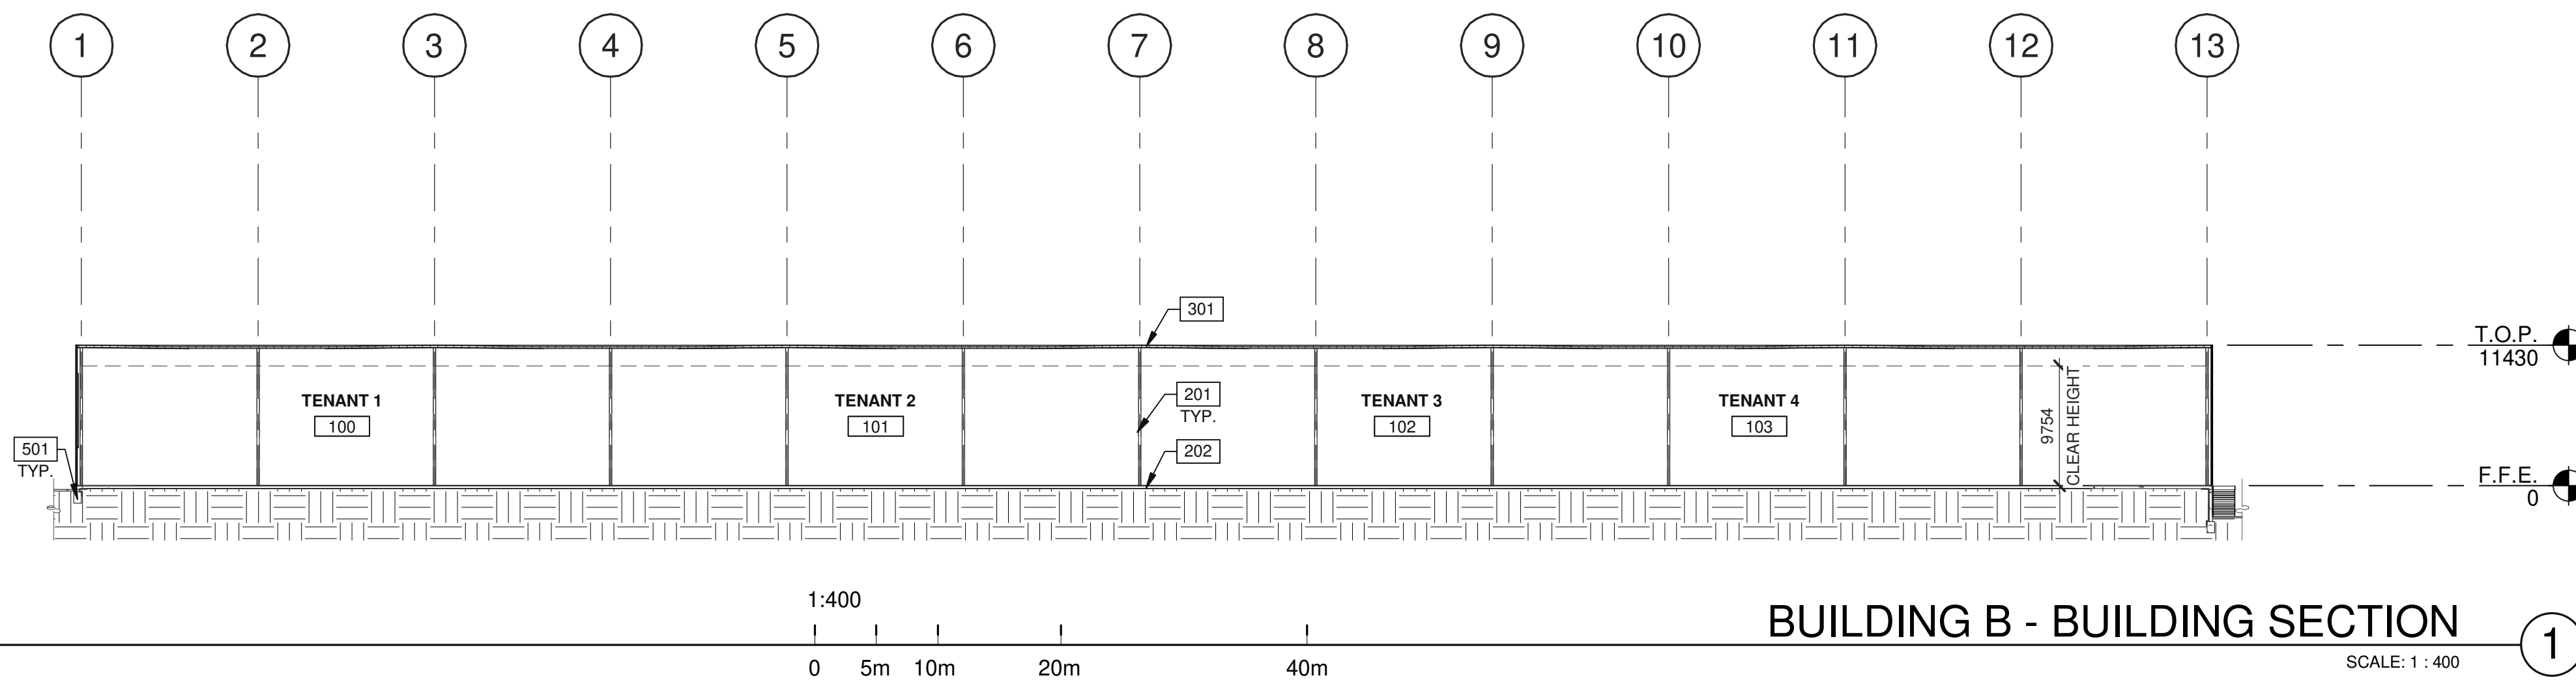 1 2 3 4 5 6 7 8 9 10 11 12 13
301
T.O.P.
11430
TENANT 1
100
TENANT 2
101
201
TYP.
TENANT 3
102
TENANT 4
103
9754
CLEAR HEIGHT
501
TYP.
202
F.F.E.
0
1:400
0 5m 10m 20m 40m
BUILDING B - BUILDING SECTION
SCALE: 1 : 400
1